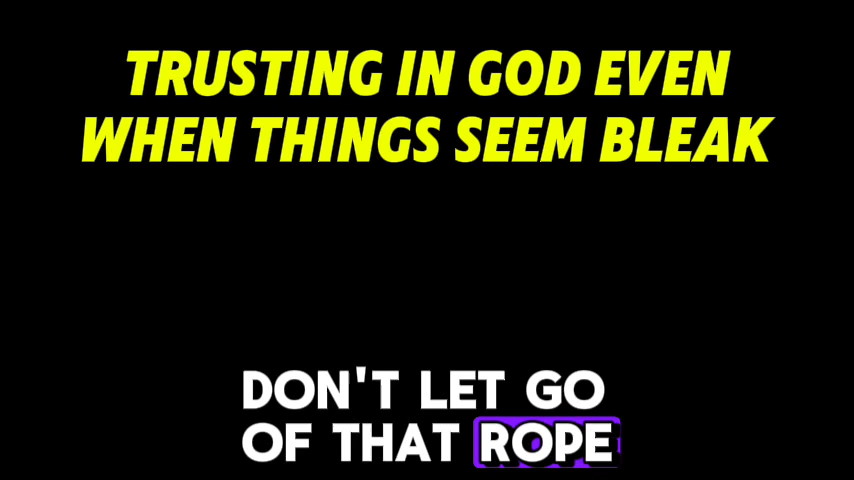 TRUSTING IN GOD EVEN
WHEN THINGS SEEM BLEAK
DON'T LET GO
OF THAT ROPE